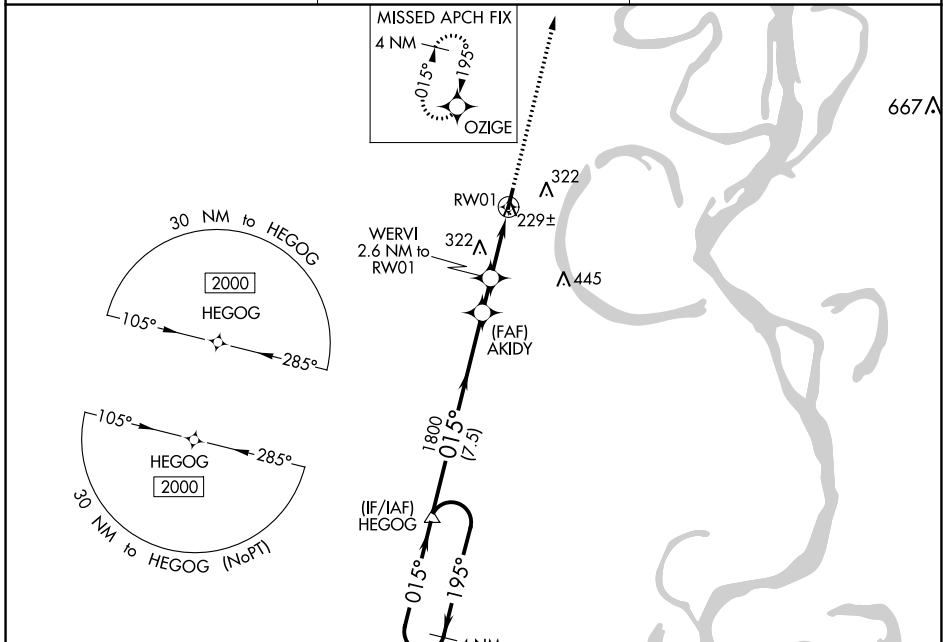 MISSED APCH FIX
4 NM
015°
195°
OZIGE
667
RW01
322
229±
WERVI
2.6 NM to
RW01
322
445
(FAF)
AKIDY
30 NM to HEGOG
2000
HEGOG
105°
285°
105°
285°
HEGOG
2000
30 NM to HEGOG (NoPT)
1800
015°
(7.5)
(IF/IAF)
HEGOG
015°
195°
4 NM